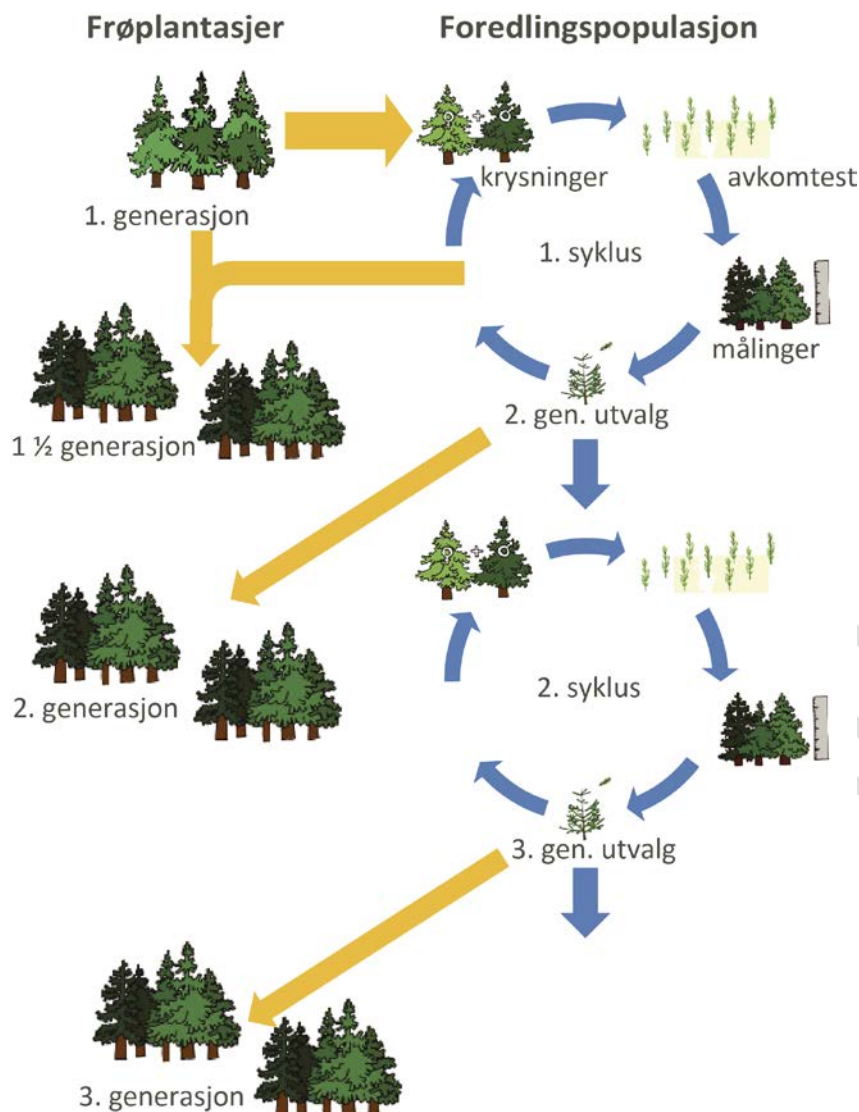 Frøplantasjer
Foredlingspopulasjon
krysninger
avkomtest
1. generasjon
1. syklus
målinger
2. gen. utvalg
1 ½ generasjon
2. syklus
2. generasjon
3. gen. utvalg
3. generasjon